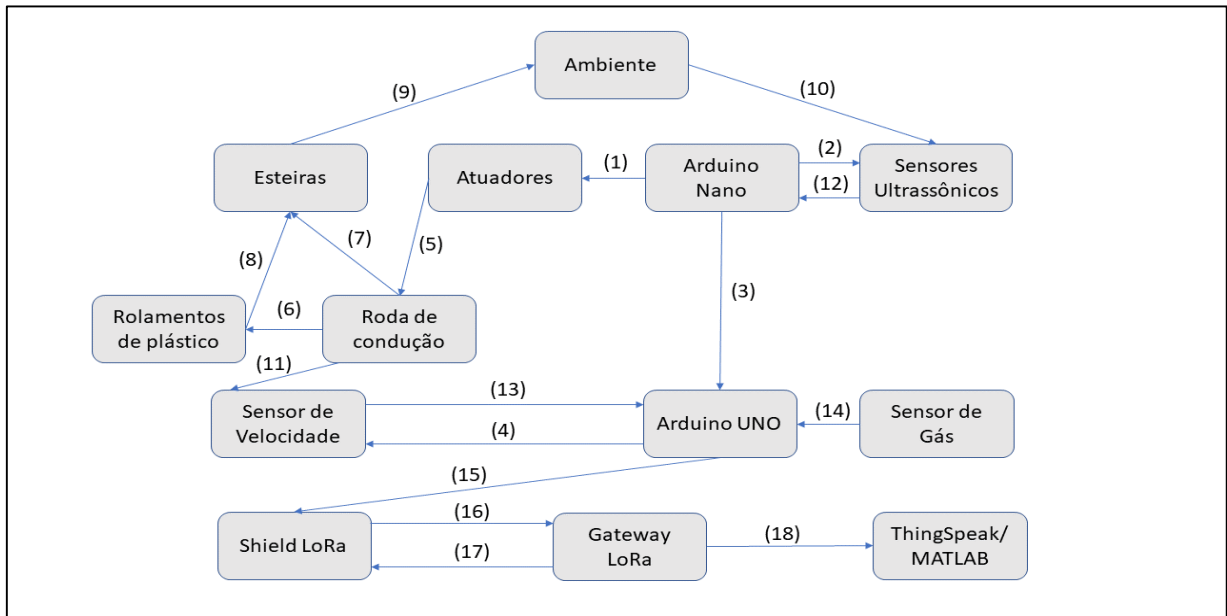 Ambiente
(9)
(10)
Esteiras
Atuadores
(1)
Arduino
Nano
(2)
(12)
Sensores
Ultrassônicos
(8)
(7)
(5)
(3)
Rolamentos
de plástico
(6)
Roda de
condução
(11)
Sensor de
Velocidade
(13)
(4)
Arduino UNO
(14)
Sensor de
Gás
(15)
Shield LoRa
(16)
(17)
Gateway
LoRa
(18)
ThingSpeak/
MATLAB